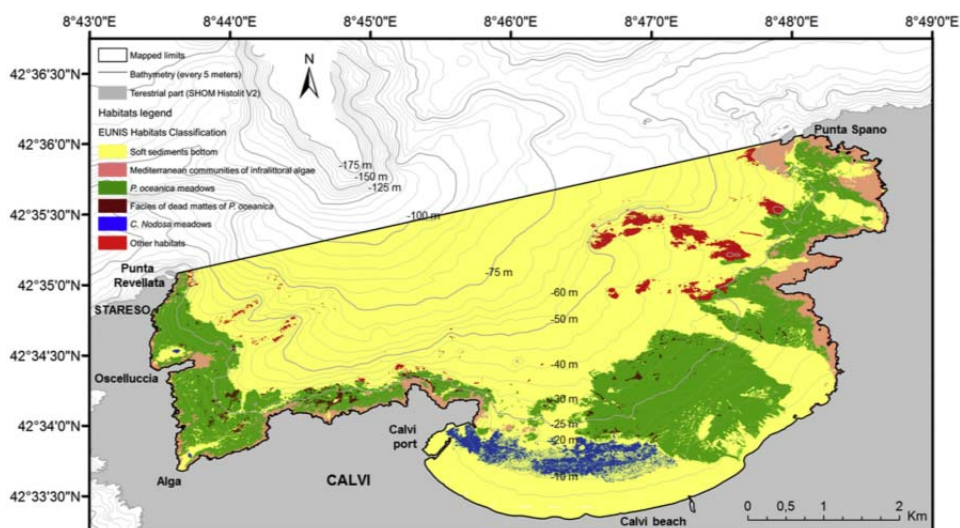 8°43'0"E 8°44'0"E 8°45'0"E 8°46'0"E 8°47'0"E 8°48'0"E 8°49'0"E
42°36'30"N
42°36'0"N
42°35'30"N
42°35'0"N
42°34'30"N
42°34'0"N
42°33'30"N
Mapped limits
Bathymetry (every 5 meters)
Terestrial part (SHOM Histolit V2)
Habitats legend
EUNIS Habitats Classification
Soft sediments bottom
Mediterranean communities of infralittoral algae
P. oceanica meadows
Facies of dead mattes of P. oceanica
C. Nodosa meadows
Other habitats
N
Punta Spano
-175 m
-150 m
-125 m
-100 m
-75 m
-60 m
-50 m
-40 m
-30 m
-25 m
-20 m
-10 m
Punta
Revellata
STARESO
Oscelluccia
Alga
Calvi
port
CALVI
Calvi beach
0 0,5 1 2
Km